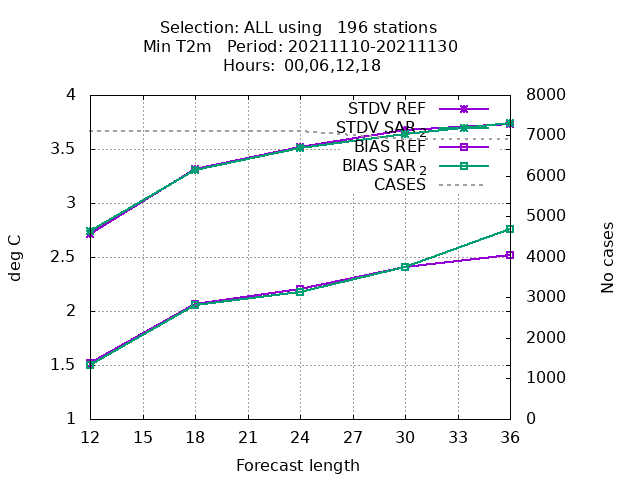 Selection: ALL using   196 stations
Min T2m   Period: 20211110-20211130
Hours:  00,06,12,18
4
3.5
3
2.5
2
1.5
1
deg C
8000
7000
6000
5000
4000
3000
2000
1000
0
No cases
STDV REF
STDV SAR 2
BIAS REF
BIAS SAR 2
CASES
12 15 18 21 24 27 30 33 36
Forecast length